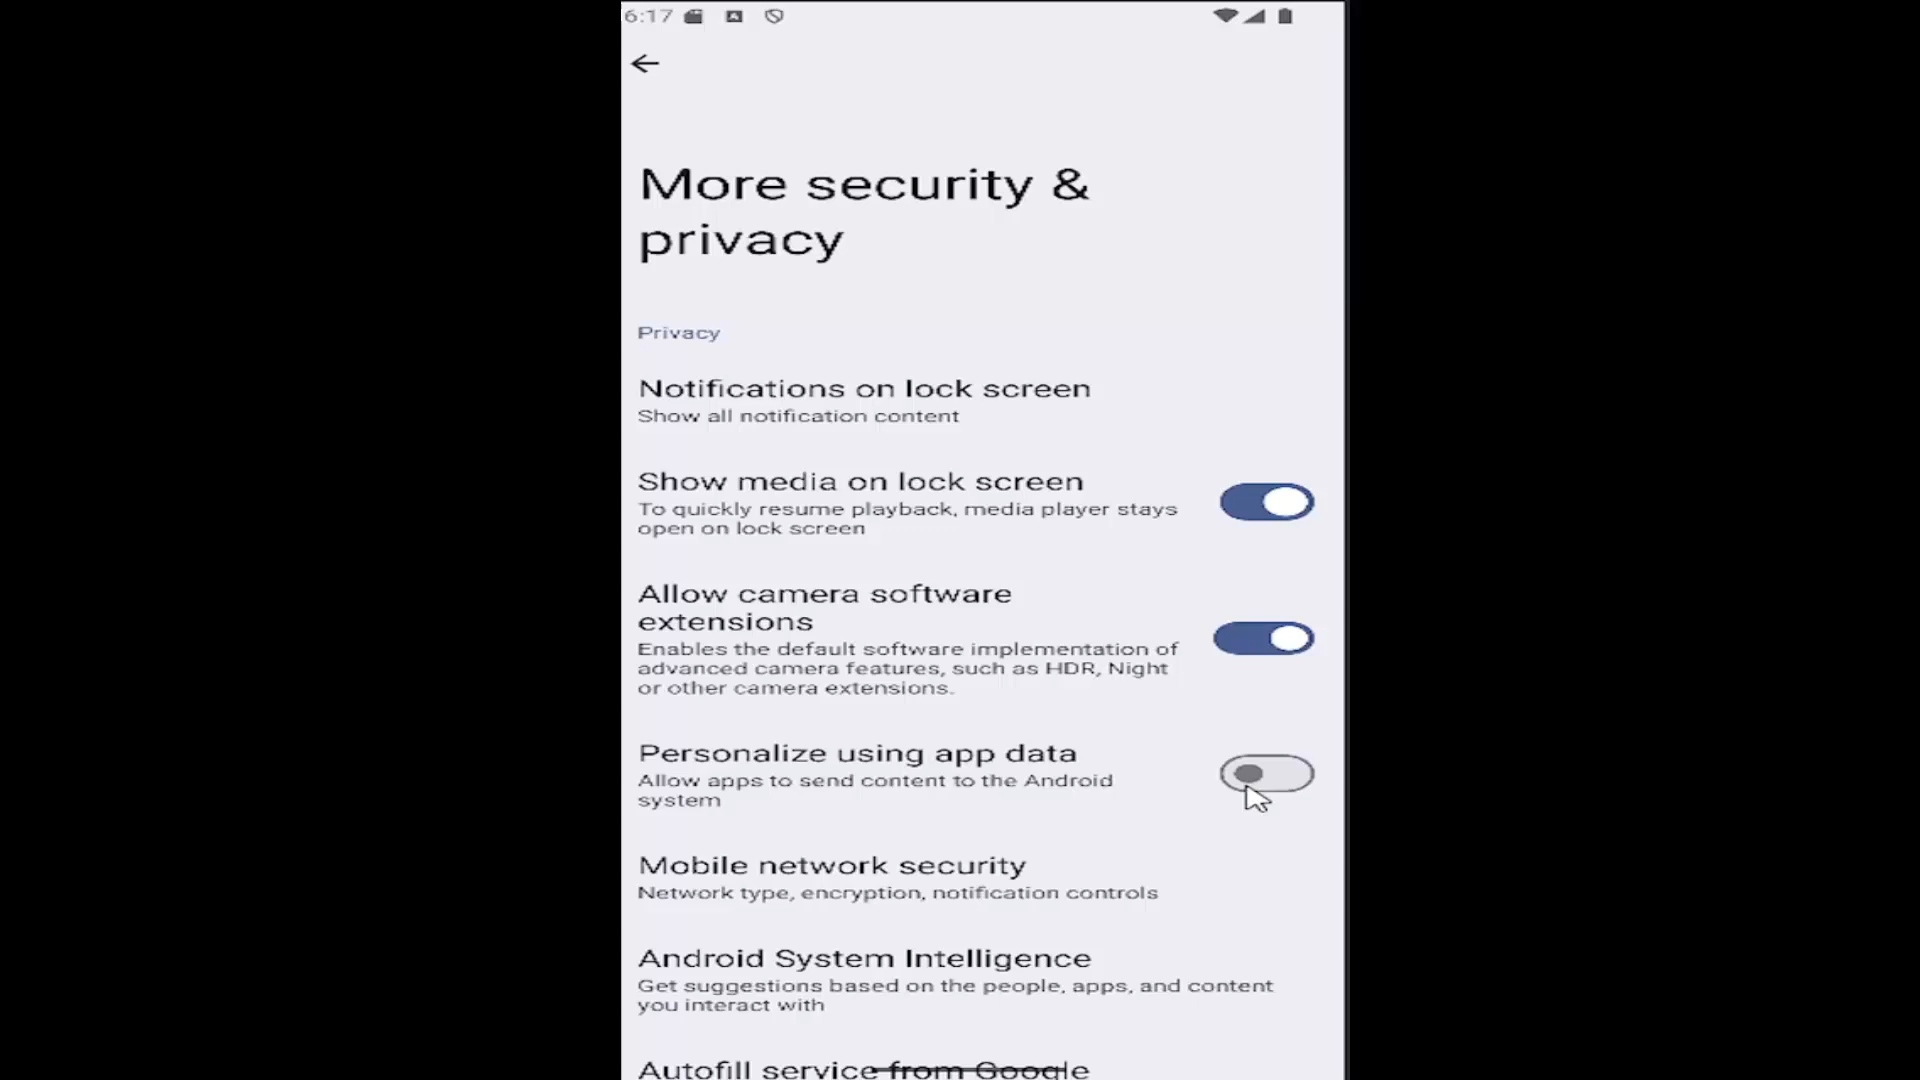 6:17
More security &
privacy
Privacy
Notifications on lock screen
Show all notification content
Show media on lock screen
To quickly resume playback, media player stays
open on lock screen
Allow camera software
extensions
Enables the default software implementation of
advanced camera features, such as HDR, Night
or other camera extensions.
Personalize using app data
Allow apps to send content to the Android
system
Mobile network security
Network type, encryption, notification controls
Android System Intelligence
Get suggestions based on the people, apps, and content
you interact with
Autofill service from Google